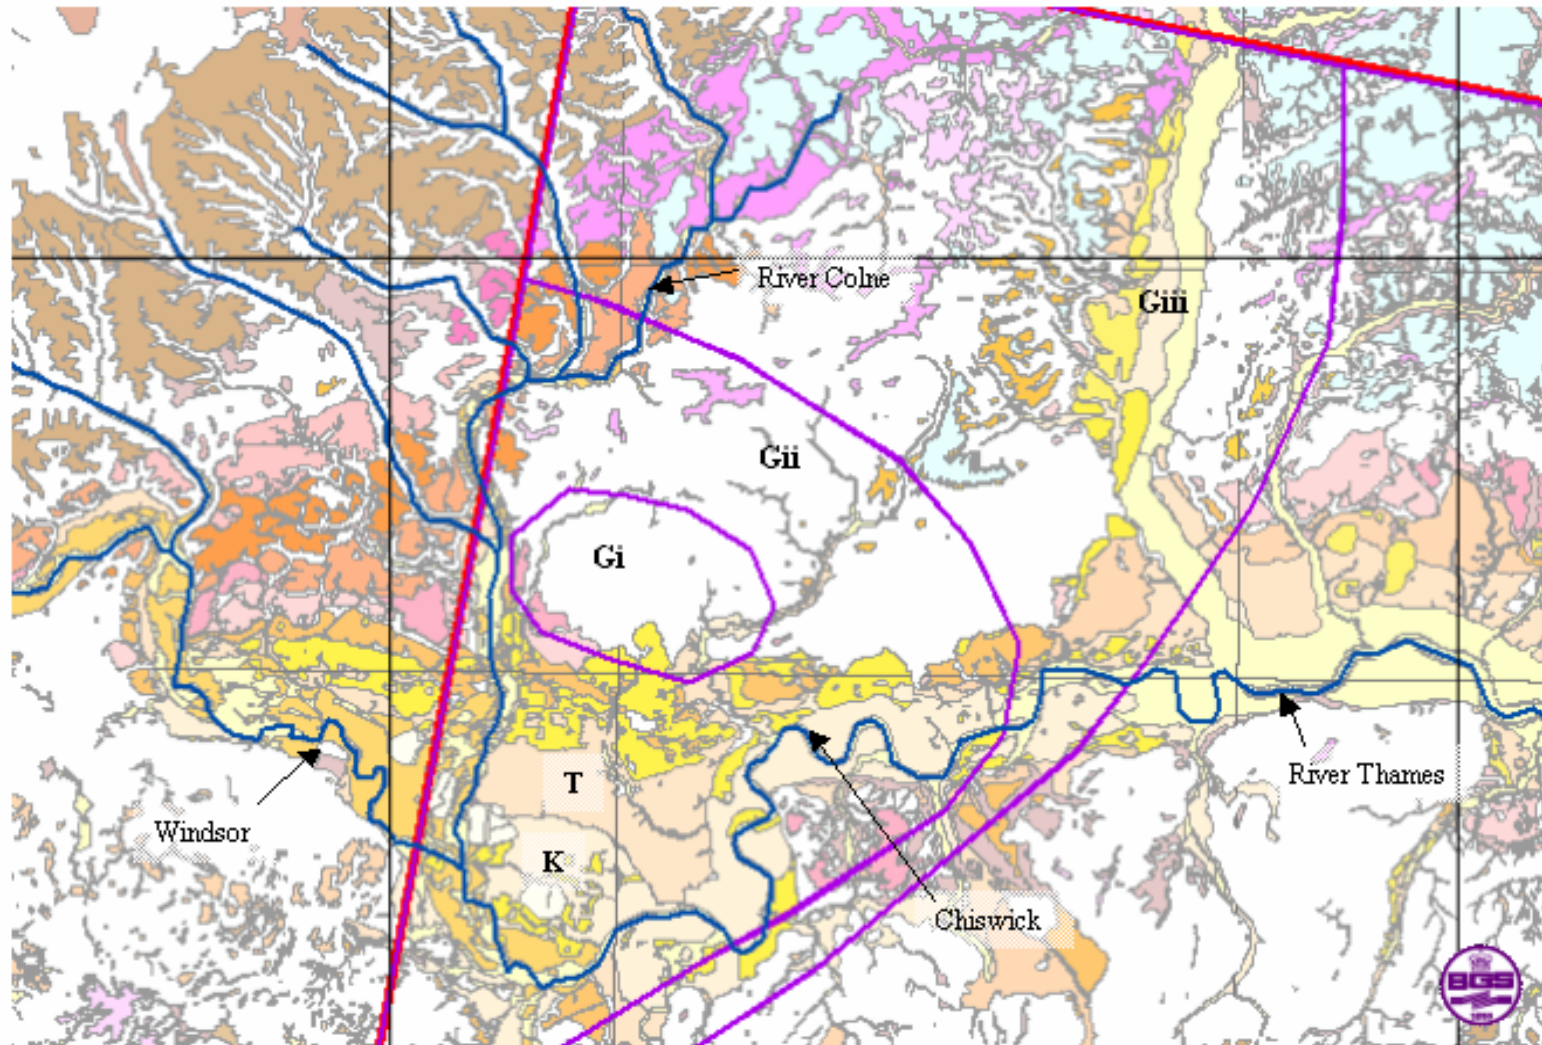 River Colne
Giii
Gii
Gi
T
River Thames
Windsor
K
Chiswick
BGS